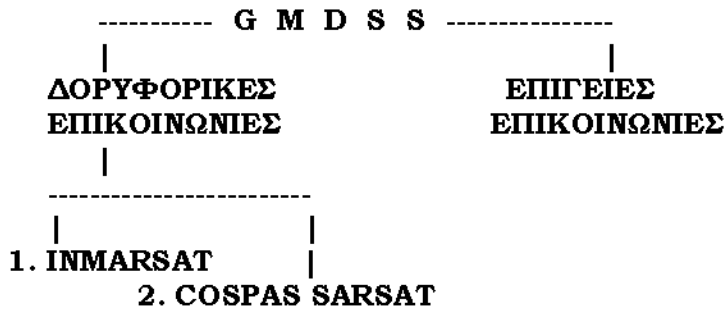 G M D S S
ΔΟΡΥΦΟΡΙΚΕΣ ΕΠΙΓΕΙΕΣ
ΕΠΙΚΟΙΝΩΝΙΕΣ ΕΠΙΚΟΙΝΩΝΙΕΣ
1. INMARSAT
2. COSPAS SARSAT